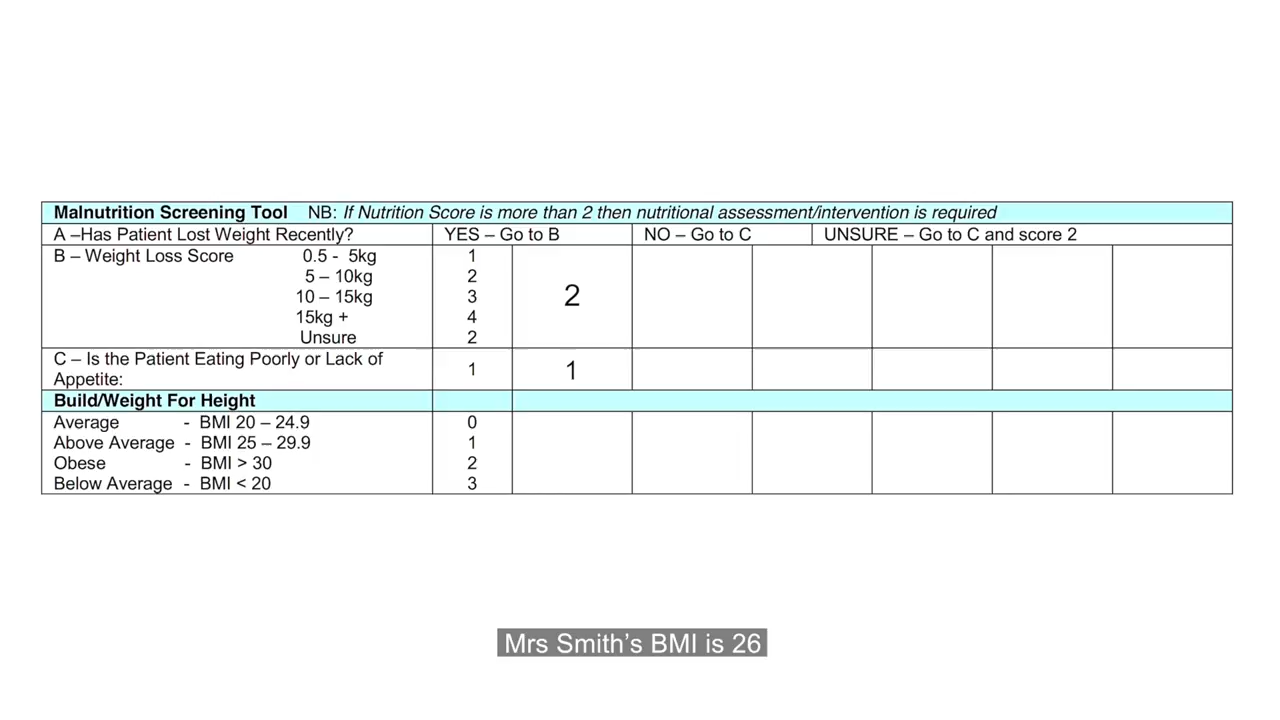 Malnutrition Screening Tool NB: If Nutrition Score is more than 2 then nutritional assessment/intervention is required
A –Has Patient Lost Weight Recently? YES – Go to B NO – Go to C UNSURE – Go to C and score 2
B – Weight Loss Score 0.5 - 5kg 1
5 – 10kg 2
10 – 15kg 3 2
15kg + 4
Unsure 2
C – Is the Patient Eating Poorly or Lack of
Appetite: 1 1
Build/Weight For Height
Average - BMI 20 – 24.9 0
Above Average - BMI 25 – 29.9 1
Obese - BMI > 30 2
Below Average - BMI < 20 3
Mrs Smith’s BMI is 26